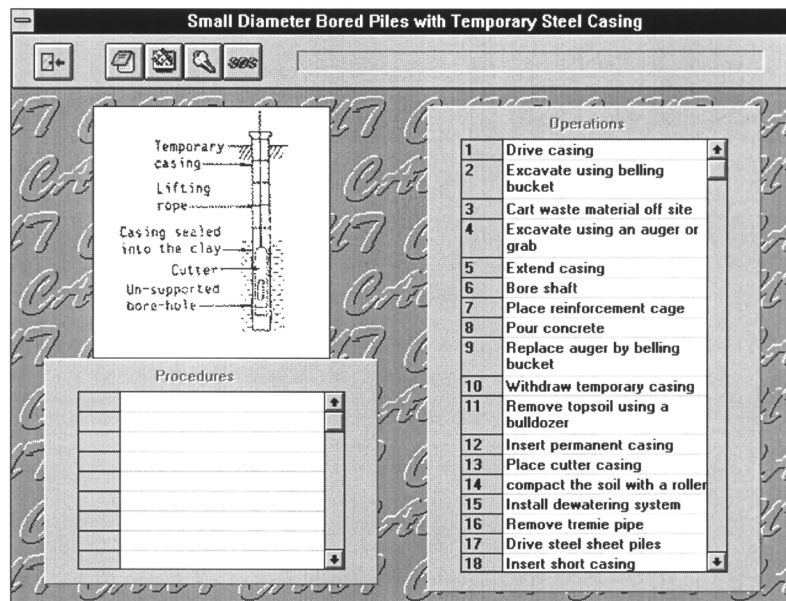 Small Diameter Bored Piles with Temporary Steel Casing
SOS
Temporary
casing
Lifting
rope
Casing sealed
into the clay
Cutter
Un-supported
bore-hole
Procedures
Operations
1 Drive casing
2 Excavate using belling
bucket
3 Cart waste material off site
4 Excavate using an auger or
grab
5 Extend casing
6 Bore shaft
7 Place reinforcement cage
8 Pour concrete
9 Replace auger by belling
bucket
10 Withdraw temporary casing
11 Remove topsoil using a
bulldozer
12 Insert permanent casing
13 Place cutter casing
14 compact the soil with a roller
15 Install dewatering system
16 Remove tremie pipe
17 Drive steel sheet piles
18 Insert short casing